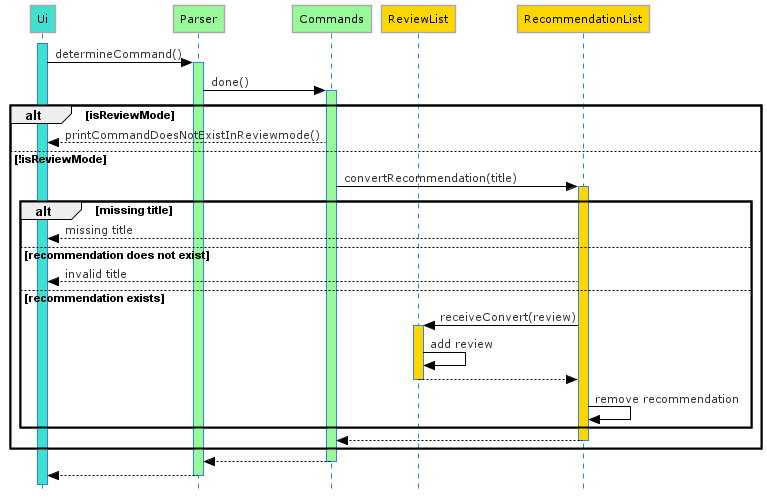 Ui Parser Commands ReviewList RecommendationList
determineCommand()
done()
alt [isReviewMode]
printCommandDoesNotExistInReviewmode()
[!isReviewMode]
convertRecommendation(title)
alt [missing title]
missing title
[recommendation does not exist]
invalid title
[recommendation exists]
receiveConvert(review)
add review
remove recommendation